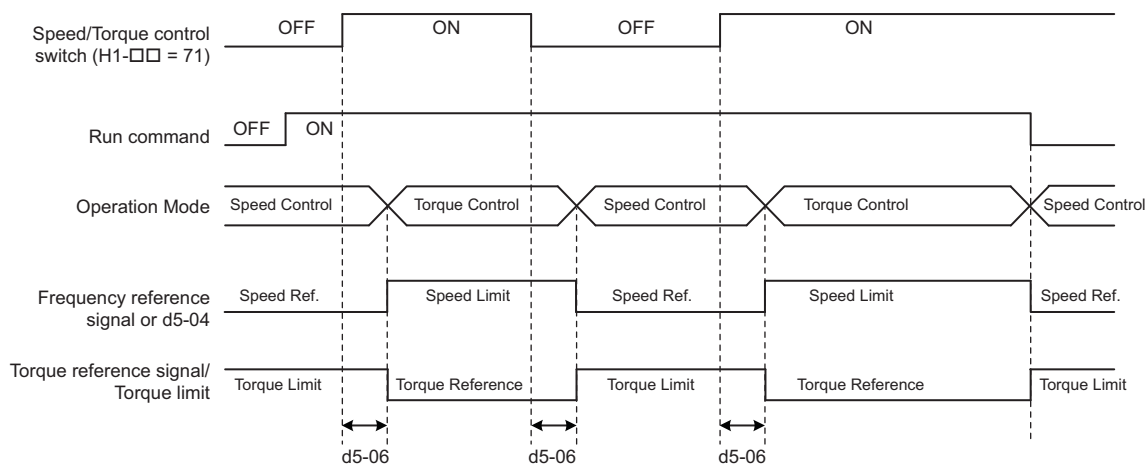 Speed/Torque control
switch (H1-□□ = 71)
OFF ON OFF ON
Run command
OFF ON
Operation Mode
Speed Control Torque Control Speed Control Torque Control Speed Control
Frequency reference
signal or d5-04
Speed Ref. Speed Limit Speed Ref. Speed Limit Speed Ref.
Torque reference signal/
Torque limit
Torque Limit Torque Reference Torque Limit Torque Reference Torque Limit
d5-06 d5-06 d5-06